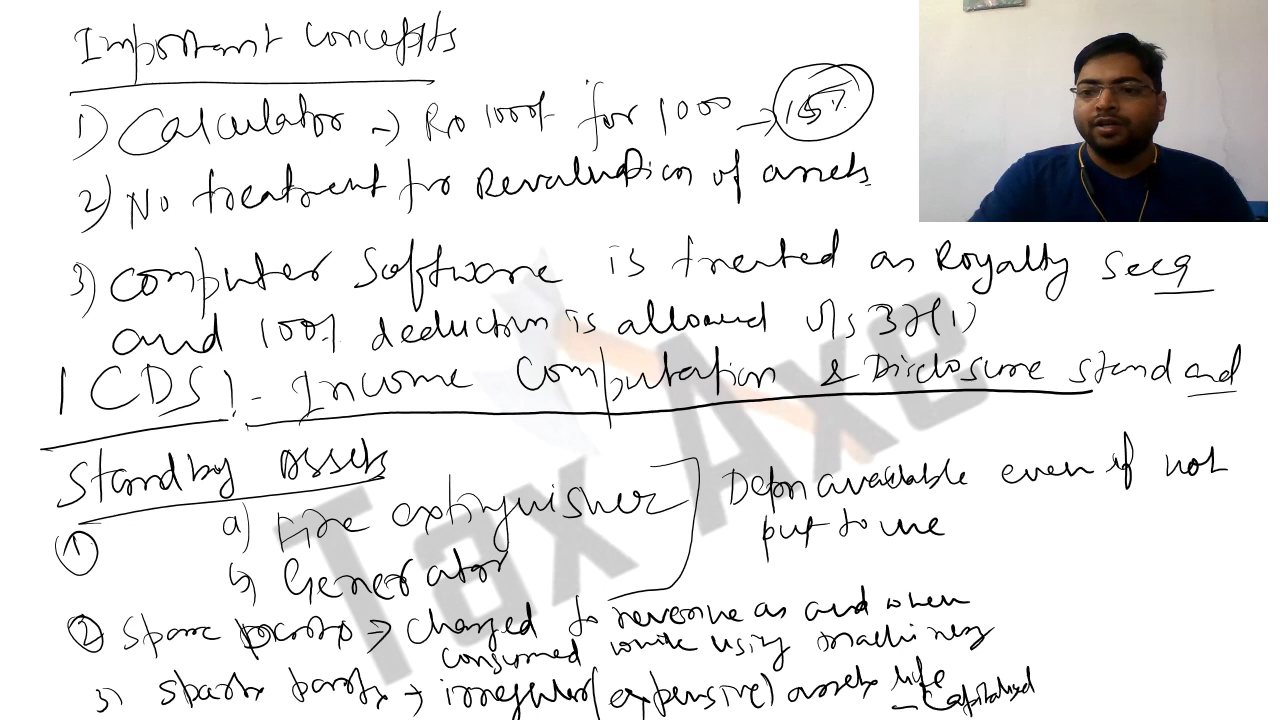 Important concepts
1) Calculator → Rs 100/- for 1000 → 15%
2) No treatment for Revaluation of assets
3) Computer Software is treated as Royalty Sec 9
and 100% deduction is allowed u/s 37(1)
ICDS! - Income Computation & Disclosure standard
Standby assets
① a) Fire extinguisher
b) Generator
Depn available even if not
put to use
② Spare parts → charged to revenue as and when
consumed while using machinery
3) Spare parts → irregular (expensive) assets life
- Capitalised
Tax Axe